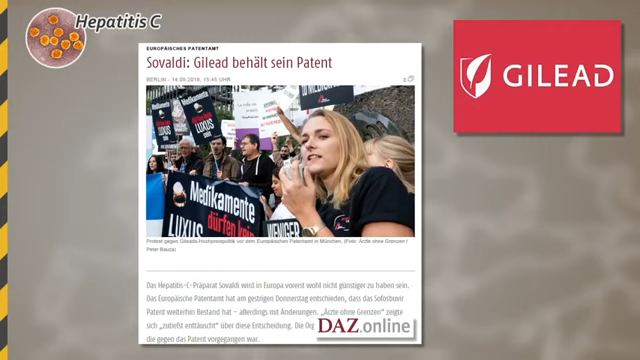 Hepatitis C
EUROPÄISCHES PATENTAMT
Sovaldi: Gilead behält sein Patent
BERLIN - 14.09.2018, 15:45 UHR
GILEAD
Medikamente
LUXUS
Medikamente
LUXUS
Medikamente
dürfen kein
LUXUS
WENIGER
Protest gegen Gileads-Hochpreispolitik vor dem Europäischen Patentamt in München. (Foto: Ärzte ohne Grenzen /
Peter Bauza)
Das Hepatitis-C-Präparat Sovaldi wird in Europa vorerst wohl nicht günstiger zu haben sein.
Das Europäische Patentamt hat am gestrigen Donnerstag entschieden, dass das Sofosbuvir
Patent weiterhin Bestand hat – allerdings mit Änderungen. „Ärzte ohne Grenzen" zeigte
sich „zutiefst enttäuscht" über diese Entscheidung. Die Org
DAZ.online
die gegen das Patent vorgegangen war.